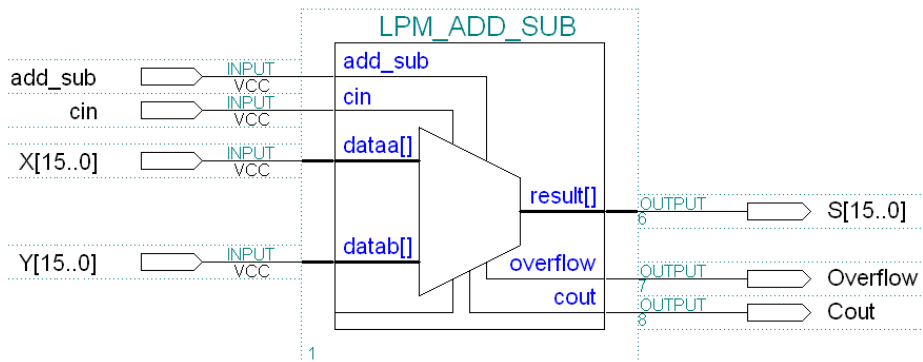 LPM_ADD_SUB
add_sub
INPUT
VCC
add_sub
cin
INPUT
VCC
cin
X[15..0]
INPUT
VCC
dataa[]
result[]
OUTPUT
6
S[15..0]
Y[15..0]
INPUT
VCC
datab[]
overflow
OUTPUT
7
Overflow
cout
OUTPUT
8
Cout
1